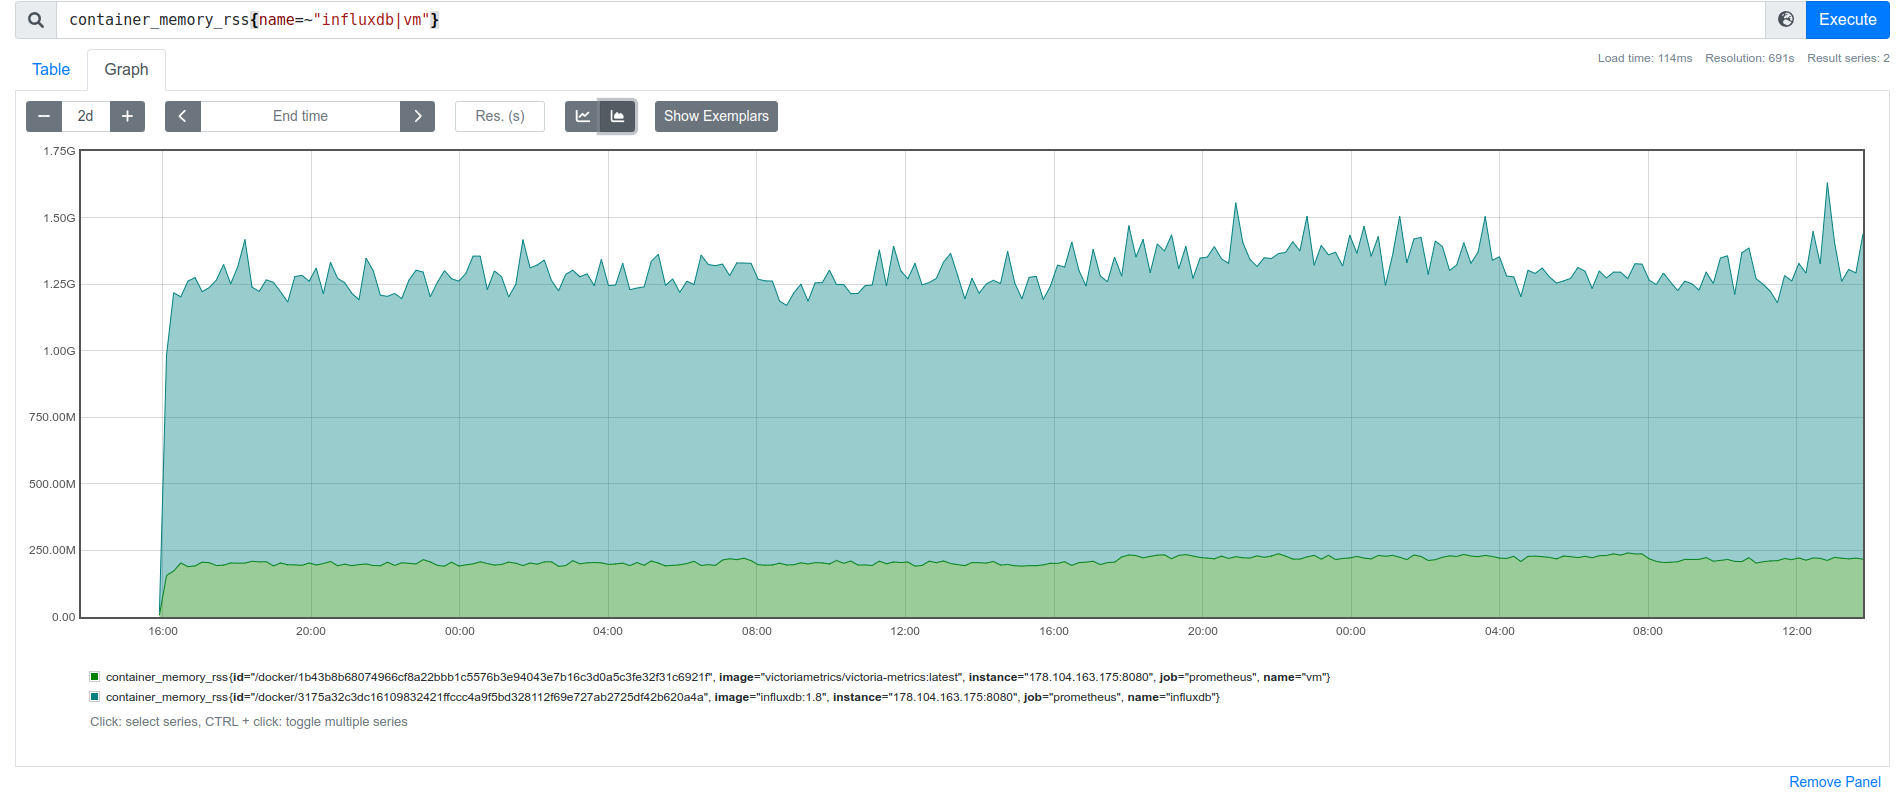 container_memory_rss{name=~"influxdb|vm"}
Execute
Load time: 114ms Resolution: 691s Result series: 2
Table Graph
2d End time Res. (s) Show Exemplars
1.75G
1.50G
1.25G
1.00G
750.00M
500.00M
250.00M
0.00
16:00 20:00 00:00 04:00 08:00 12:00 16:00 20:00 00:00 04:00 08:00 12:00
container_memory_rss{id="/docker/1b43b8b68074966cf8a22bbb1c5576b3e94043e7b16c3d0a5c3fe32f31c6921f", image="victoriametrics/victoria-metrics:latest", instance="178.104.163.175:8080", job="prometheus", name="vm"}
container_memory_rss{id="/docker/3175a32c3dc16109832421ffccc4a9f5bd328112f69e727ab2725df42b620a4a", image="influxdb:1.8", instance="178.104.163.175:8080", job="prometheus", name="influxdb"}
Click: select series, CTRL + click: toggle multiple series
Remove Panel